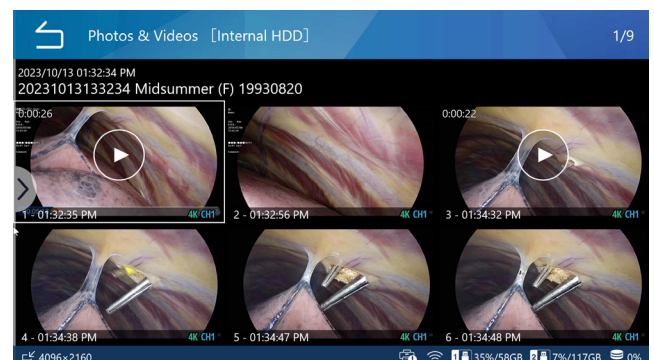 Photos & Videos [Internal HDD]
1/9
2023/10/13 01:32:34 PM
20231013133234 Midsummer (F) 19930820
0:00:26
0:00:22
1 - 01:32:35 PM
4K CH1
2 - 01:32:56 PM
4K CH1
3 - 01:34:32 PM
4K CH1
4 - 01:34:38 PM
4K CH1
5 - 01:34:47 PM
4K CH1
6 - 01:34:48 PM
4K CH1
4096×2160
1
35%/58GB
2
7%/117GB
0%